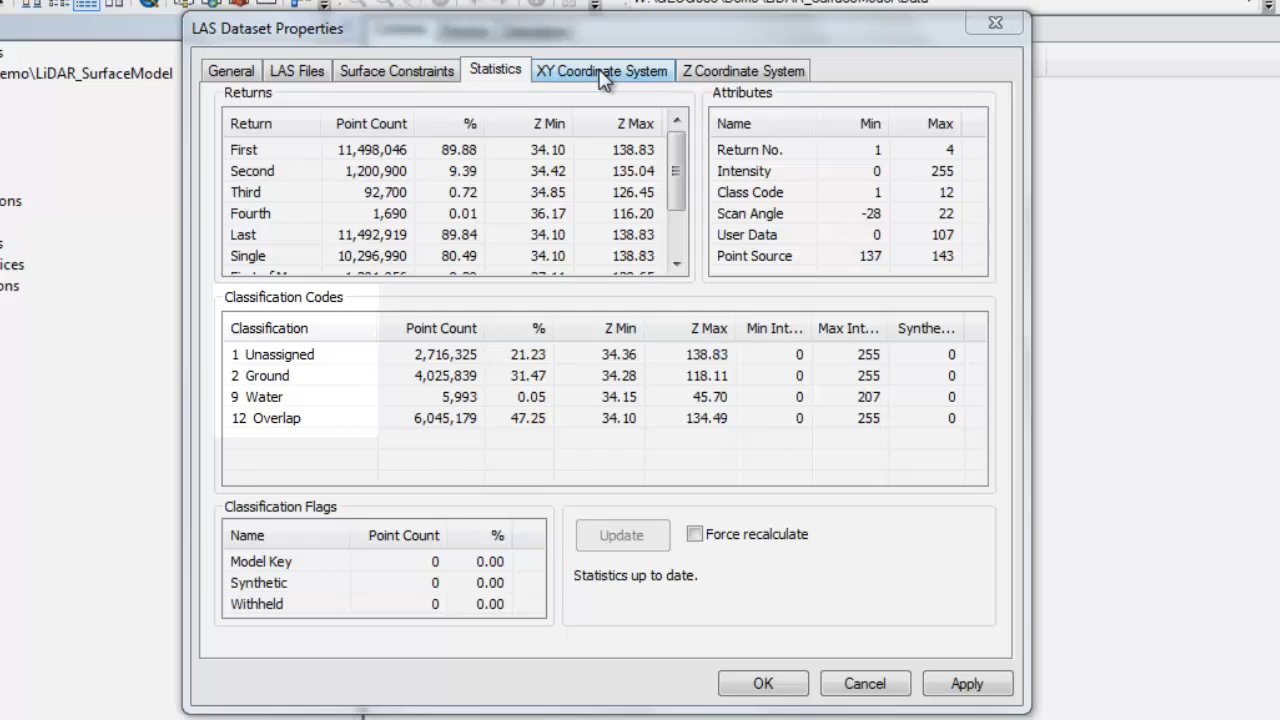 LAS Dataset Properties
emo\LiDAR_SurfaceModel
ons
s
ices
ons
General LAS Files Surface Constraints Statistics XY Coordinate System Z Coordinate System
Returns
Return Point Count % Z Min Z Max
First 11,498,046 89.88 34.10 138.83
Second 1,200,900 9.39 34.42 135.04
Third 92,700 0.72 34.85 126.45
Fourth 1,690 0.01 36.17 116.20
Last 11,492,919 89.84 34.10 138.83
Single 10,296,990 80.49 34.10 138.83
Attributes
Name Min Max
Return No. 1 4
Intensity 0 255
Class Code 1 12
Scan Angle -28 22
User Data 0 107
Point Source 137 143
Classification Codes
Classification Point Count % Z Min Z Max Min Int... Max Int... Synthe...
1 Unassigned 2,716,325 21.23 34.36 138.83 0 255 0
2 Ground 4,025,839 31.47 34.28 118.11 0 255 0
9 Water 5,993 0.05 34.15 45.70 0 207 0
12 Overlap 6,045,179 47.25 34.10 134.49 0 255 0
Classification Flags
Name Point Count %
Model Key 0 0.00
Synthetic 0 0.00
Withheld 0 0.00
Update Force recalculate
Statistics up to date.
OK Cancel Apply